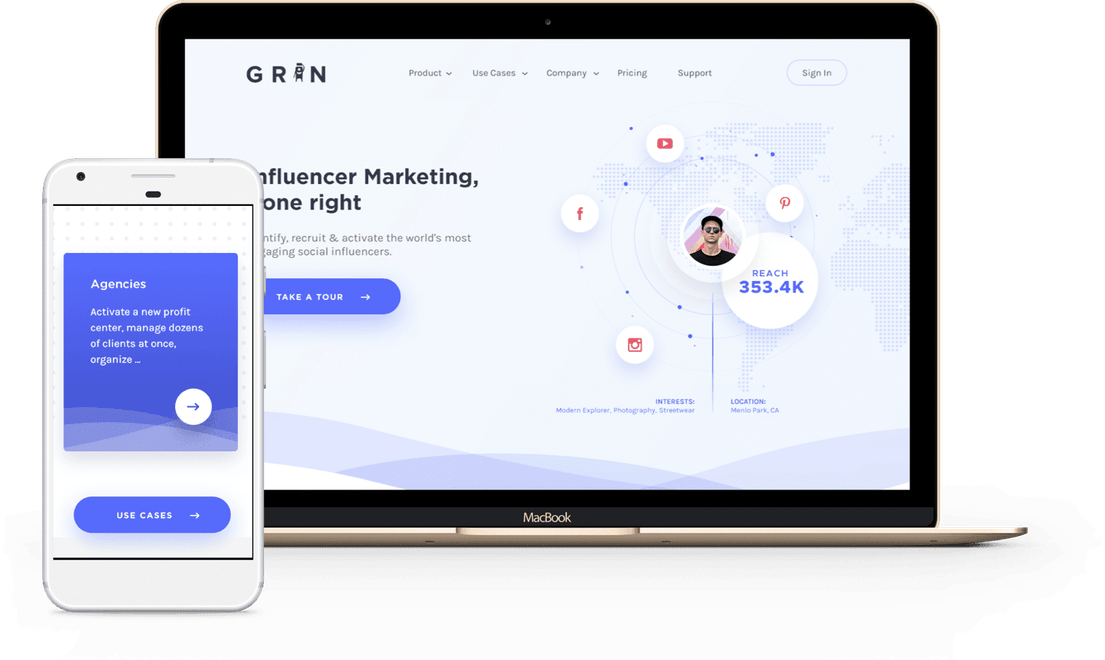 GRIN
Product Use Cases Company Pricing Support Sign In
nfluencer Marketing,
one right
ntify, recruit & activate the world's most
gaging social influencers.
TAKE A TOUR
REACH
353.4K
INTERESTS:
Modern Explorer, Photography, Streetwear
LOCATION:
Menlo Park, CA
MacBook
Agencies
Activate a new profit
center, manage dozens
of clients at once,
organize ...
USE CASES